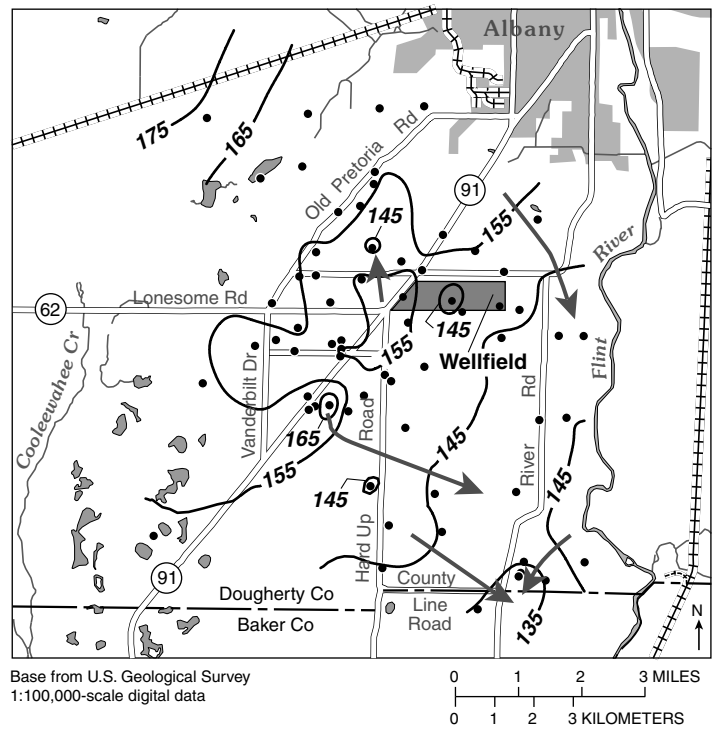 Albany
175
165
Old Pretoria Rd
91
145
155
River
Lonesome Rd
62
145
Wellfield
155
Flint
Cooleewahee Cr
Vanderbilt Dr
Road
Rd
165
145
155
River
145
145
Hard Up
91
County
Dougherty Co
Line
Baker Co
Road
135
N
Base from U.S. Geological Survey
1:100,000-scale digital data
0 1 2 3 MILES
0 1 2 3 KILOMETERS